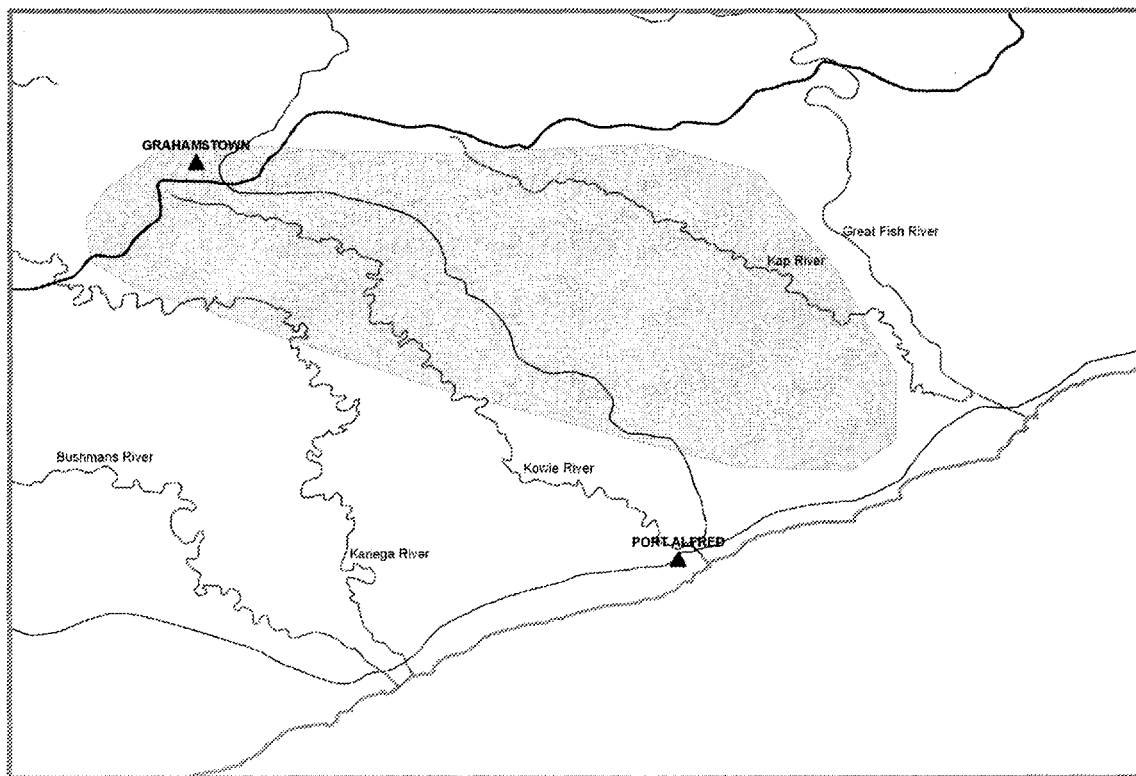 GRAHAMSTOWN
Great Fish River
Kap River
Bushmans River
Kowie River
PORT ALFRED
Kariega River